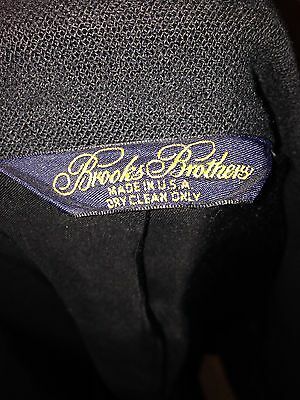 Brooks Brothers
MADE IN U.S.A
DRY CLEAN ONLY